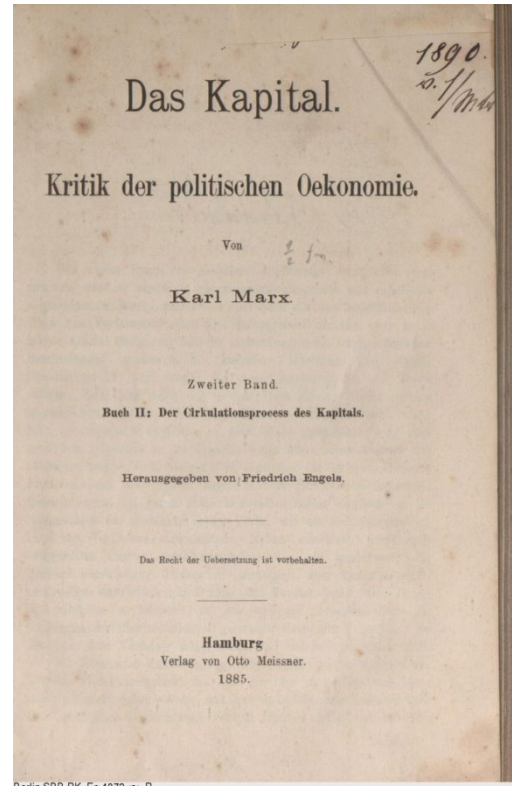 1890.
Das Kapital.
Kritik der politischen Oekonomie.
Von
Karl Marx.
Zweiter Band.
Buch II: Der Cirkulationsprocess des Kapitals.
Herausgegeben von Friedrich Engels.
Das Recht der Uebersetzung ist vorbehalten.
Hamburg
Verlag von Otto Meissner.
1885.